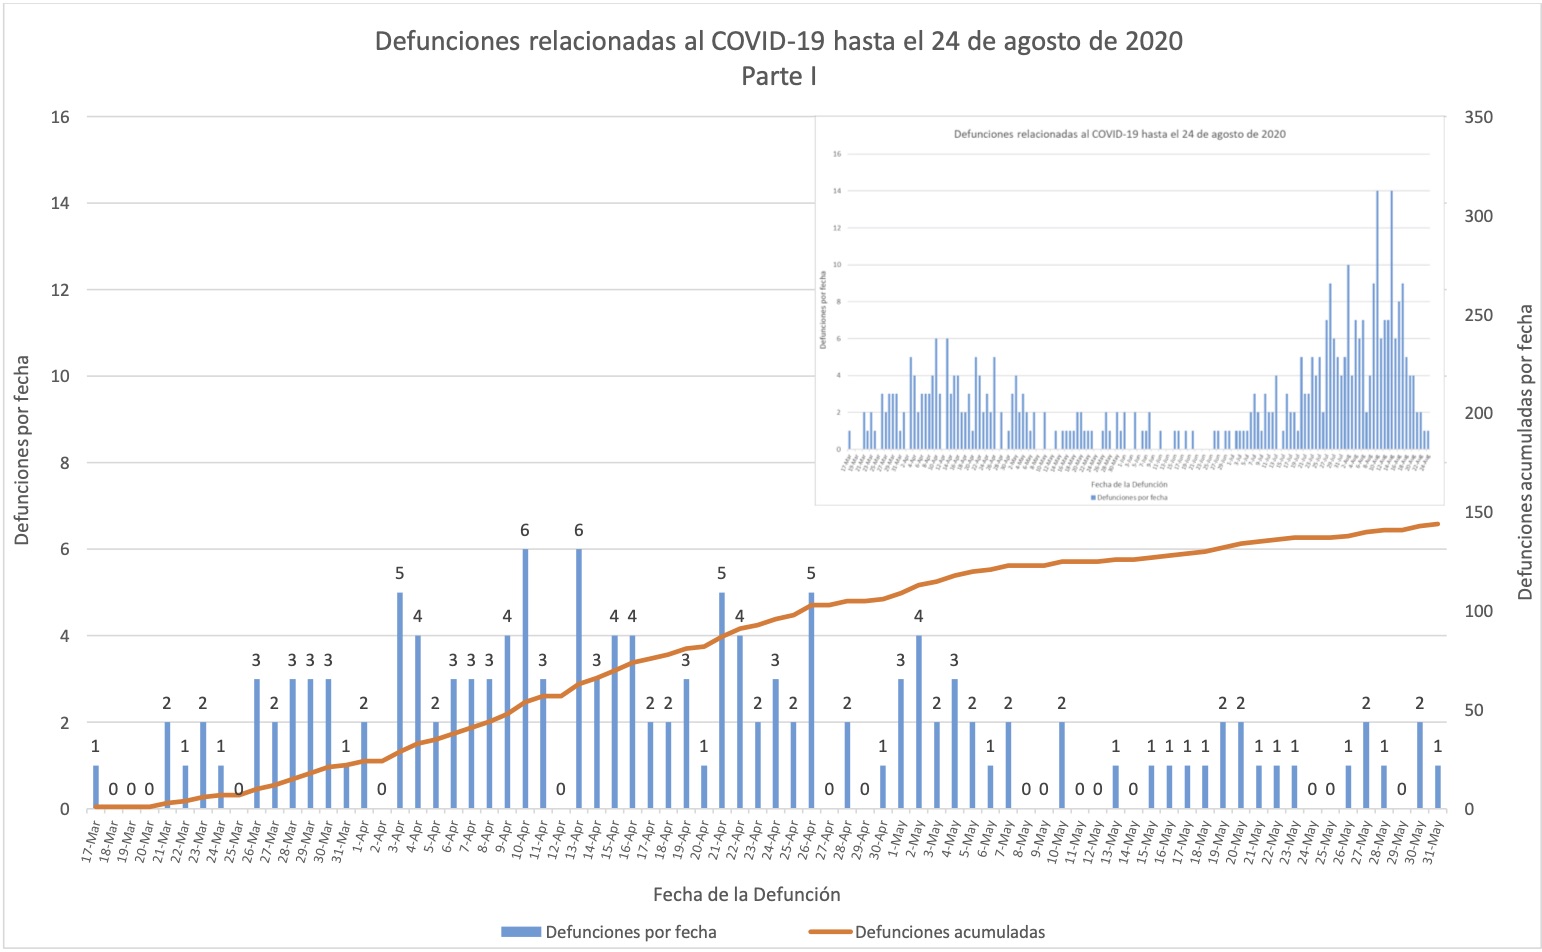 Defunciones relacionadas al COVID-19 hasta el 24 de agosto de 2020
Parte I
16
14
12
10
8
6
4
2
0
Defunciones por fecha
350
300
250
200
150
100
50
0
Defunciones acumuladas por fecha
Defunciones relacionadas al COVID-19 hasta el 24 de agosto de 2020
16
14
12
10
8
6
4
2
0
Defunciones por fecha
Fecha de la Defunción
Defunciones por fecha
1 0 0 0 2 1 2 1 0 3 2 3 3 3 1 2 0 5 4 2 3 3 3 4 6 3 0 6 3 4 4 2 2 3 1 5 4 2 3 2 5 0 2 0 1 3 4 2 3 2 1 2 0 0 2 0 0 1 0 1 1 1 1 2 2 1 1 1 0 0 1 2 1 0 2 1
17-Mar 18-Mar 19-Mar 20-Mar 21-Mar 22-Mar 23-Mar 24-Mar 25-Mar 26-Mar 27-Mar 28-Mar 29-Mar 30-Mar 31-Mar 1-Apr 2-Apr 3-Apr 4-Apr 5-Apr 6-Apr 7-Apr 8-Apr 9-Apr 10-Apr 11-Apr 12-Apr 13-Apr 14-Apr 15-Apr 16-Apr 17-Apr 18-Apr 19-Apr 20-Apr 21-Apr 22-Apr 23-Apr 24-Apr 25-Apr 26-Apr 27-Apr 28-Apr 29-Apr 30-Apr 1-May 2-May 3-May 4-May 5-May 6-May 7-May 8-May 9-May 10-May 11-May 12-May 13-May 14-May 15-May 16-May 17-May 18-May 19-May 20-May 21-May 22-May 23-May 24-May 25-May 26-May 27-May 28-May 29-May 30-May 31-May
Fecha de la Defunción
Defunciones por fecha
Defunciones acumuladas